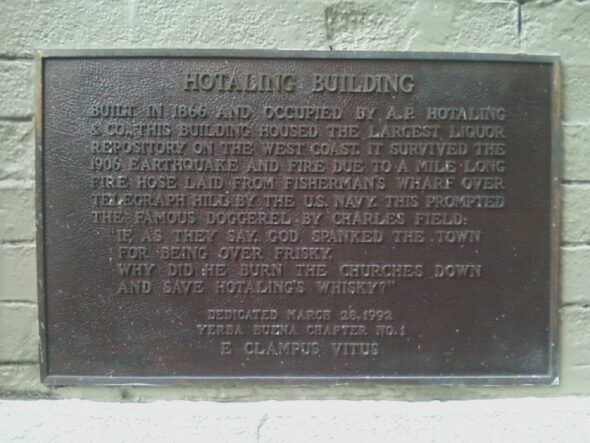 HOTALING BUILDING
BUILT IN 1866 AND OCCUPIED BY A.P. HOTALING
& CO. THIS BUILDING HOUSED THE LARGEST LIQUOR
REPOSITORY ON THE WEST COAST. IT SURVIVED THE
1906 EARTHQUAKE AND FIRE DUE TO A MILE-LONG
FIRE HOSE LAID FROM FISHERMAN'S WHARF OVER
TELEGRAPH HILL BY THE U.S. NAVY. THIS PROMPTED
THE FAMOUS DOGGEREL BY CHARLES FIELD:
"IF, AS THEY SAY, GOD SPANKED THE TOWN
FOR BEING OVER FRISKY,
WHY DID HE BURN THE CHURCHES DOWN
AND SAVE HOTALING'S WHISKY?"
DEDICATED MARCH 28, 1992
YERBA BUENA CHAPTER NO. 1
E CLAMPUS VITUS